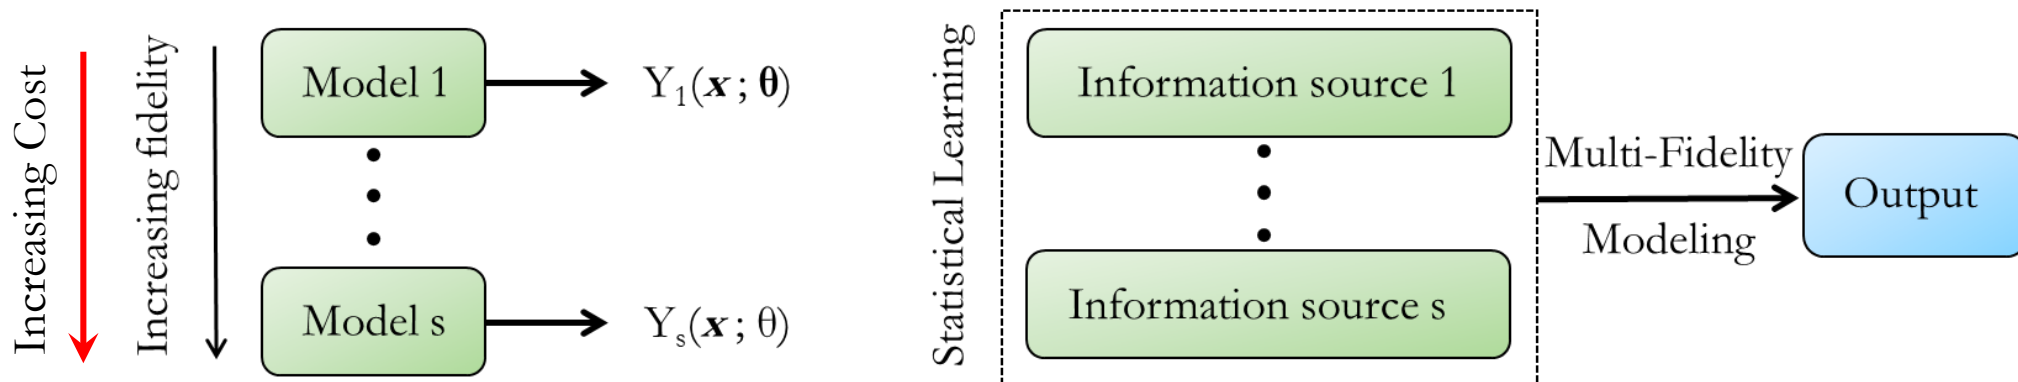 Increasing Cost
Increasing fidelity
Model 1
Y₁(x ; θ)
Model s
Yₛ(x ; θ)
Statistical Learning
Information source 1
Information source s
Multi-Fidelity
Modeling
Output